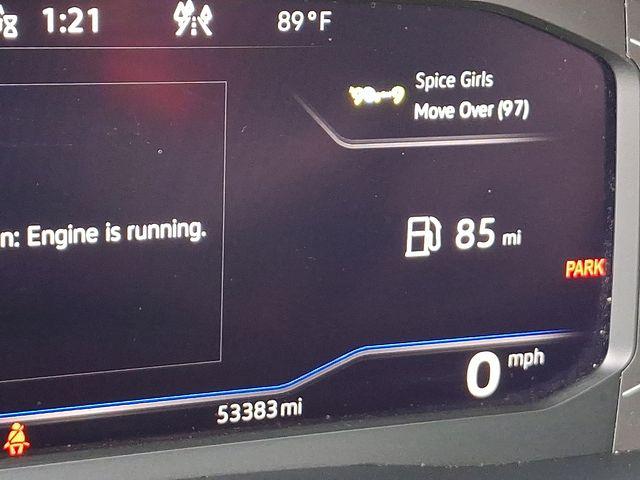 1:21
89°F
Spice Girls
Move Over (97)
n: Engine is running.
85 mi
PARK
0 mph
53383 mi